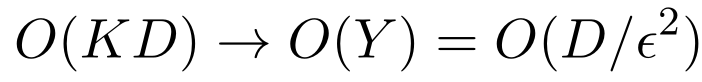 O(KD) → O(Y) = O(D/ϵ²)